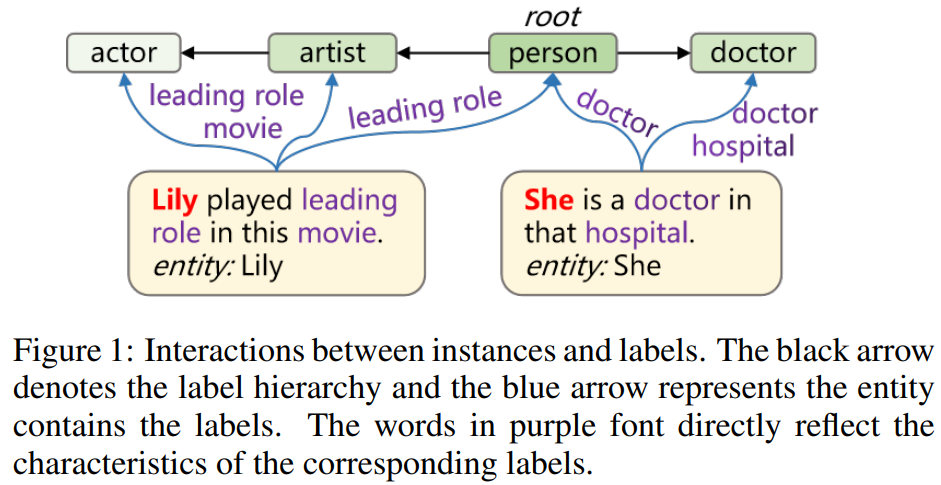 root
actor
artist
person
doctor
leading role
movie
leading role
doctor
doctor
hospital
Lily played leading
role in this movie.
entity: Lily
She is a doctor in
that hospital.
entity: She
Figure 1: Interactions between instances and labels. The black arrow
denotes the label hierarchy and the blue arrow represents the entity
contains the labels. The words in purple font directly reflect the
characteristics of the corresponding labels.